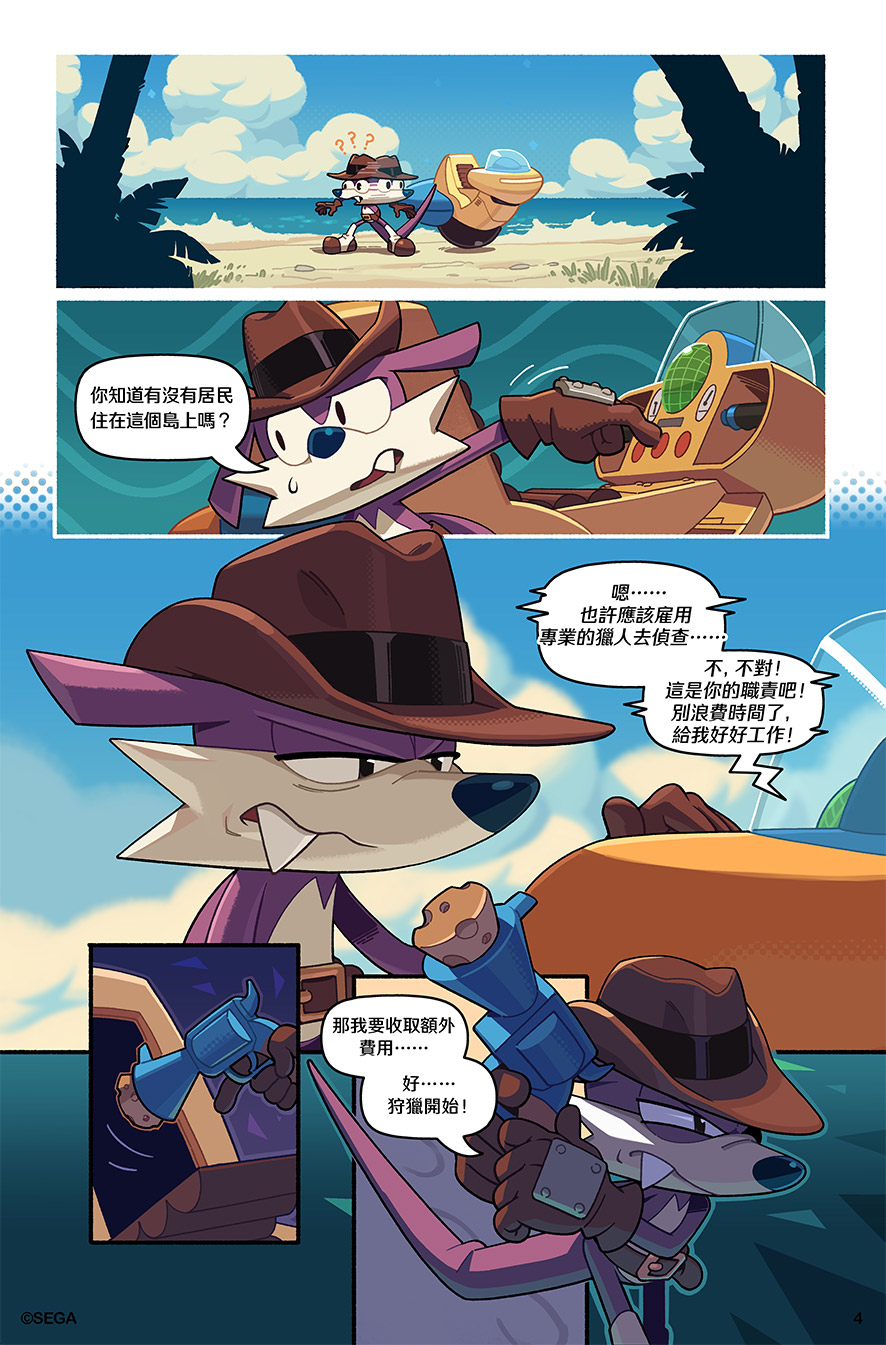 ???
你知道有沒有居民
住在這個島上嗎？
嗯……
也許應該雇用
專業的獵人去偵查……
不，不對！
這是你的職責吧！
別浪費時間了，
給我好好工作！
那我要收取額外
費用……
好……
狩獵開始！
©SEGA
4